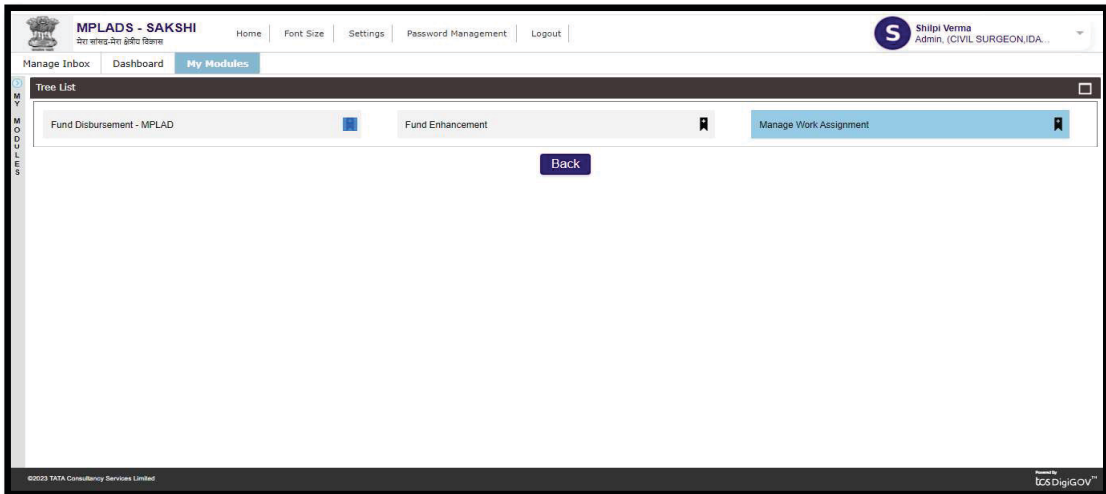 MPLADS - SAKSHI
मेरा सांसद-मेरा क्षेत्रीय विकास
Home
Font Size
Settings
Password Management
Logout
S
Shilpi Verma
Admin, (CIVIL SURGEON,IDA...
Manage Inbox
Dashboard
My Modules
MY MODULES
Tree List
Fund Disbursement - MPLAD
Fund Enhancement
Manage Work Assignment
Back
©2023 TATA Consultancy Services Limited
Powered By
tcs DigiGOV™